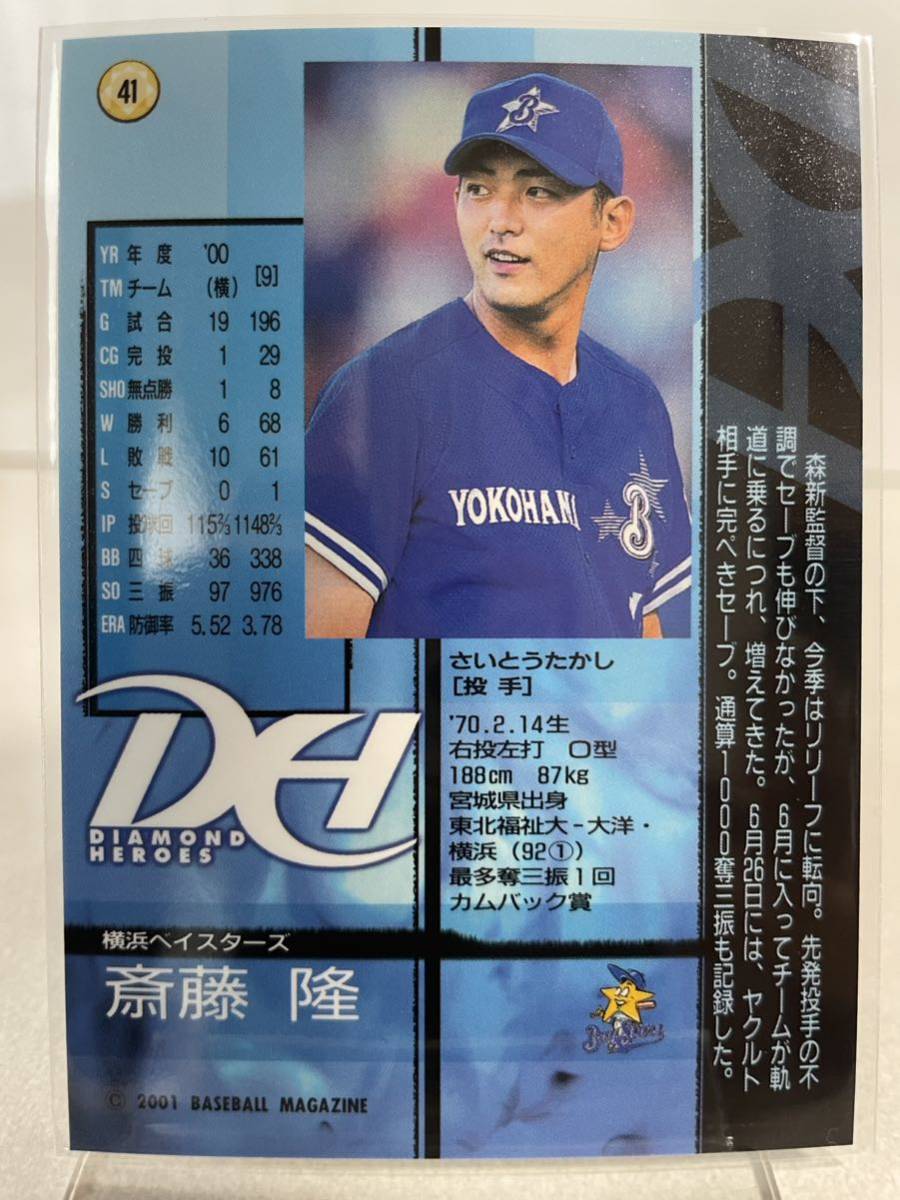 41
YR 年度 '00 [9]
TM チーム (横)
G 試合 19 196
CG 完投 1 29
SHO 無点勝 1 8
W 勝利 6 68
L 敗戦 10 61
S セーブ 0 1
IP 投球回 115⅔ 1148⅔
BB 四球 36 338
SO 三振 97 976
ERA 防御率 5.52 3.78
B
YOKOHAM
B
さいとうたかし
[投手]
'70.2.14生
右投左打 O型
188cm 87kg
宮城県出身
東北福祉大-大洋・
横浜(92①)
最多奪三振1回
カムバック賞
森新監督の下、今季はリリーフに転向。先発投手の不
調でセーブも伸びなかったが、6月に入ってチームが軌
道に乗るにつれ、増えてきた。6月26日には、ヤクルト
相手に完ぺきセーブ。通算1000奪三振も記録した。
DH
DIAMOND
HEROES
横浜ベイスターズ
斎藤 隆
BayStars
© 2001 BASEBALL MAGAZINE